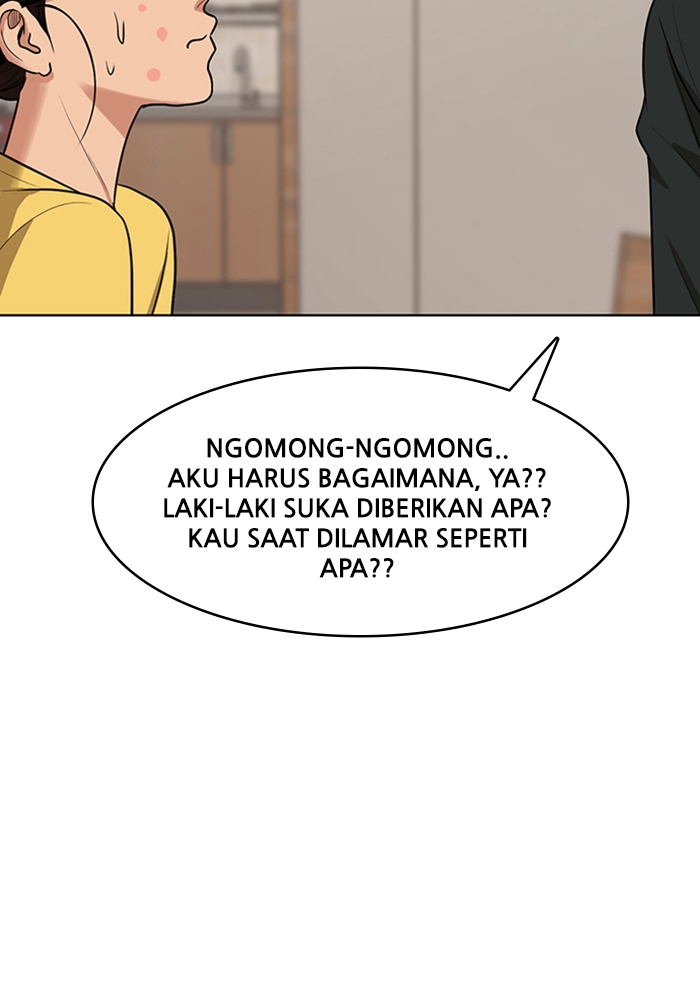 NGOMONG-NGOMONG..
AKU HARUS BAGAIMANA, YA??
LAKI-LAKI SUKA DIBERIKAN APA?
KAU SAAT DILAMAR SEPERTI
APA??